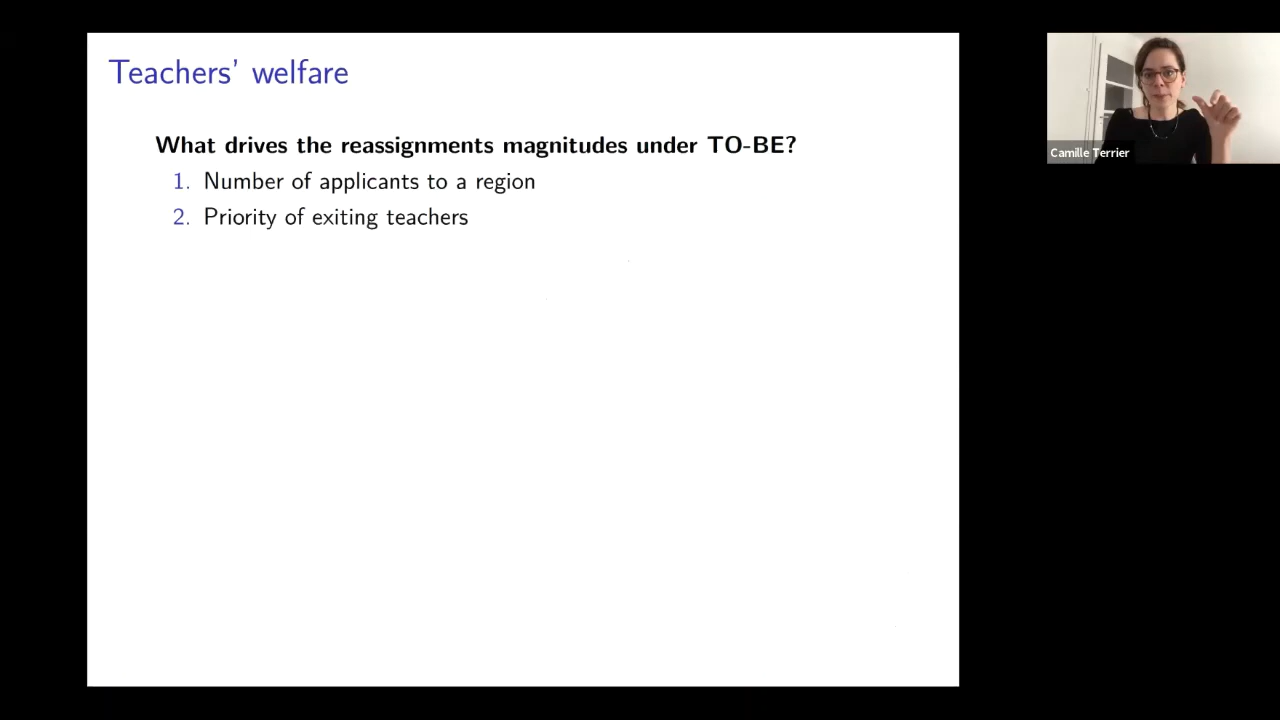 Teachers' welfare
What drives the reassignments magnitudes under TO-BE?
1. Number of applicants to a region
2. Priority of exiting teachers
Camille Terrier